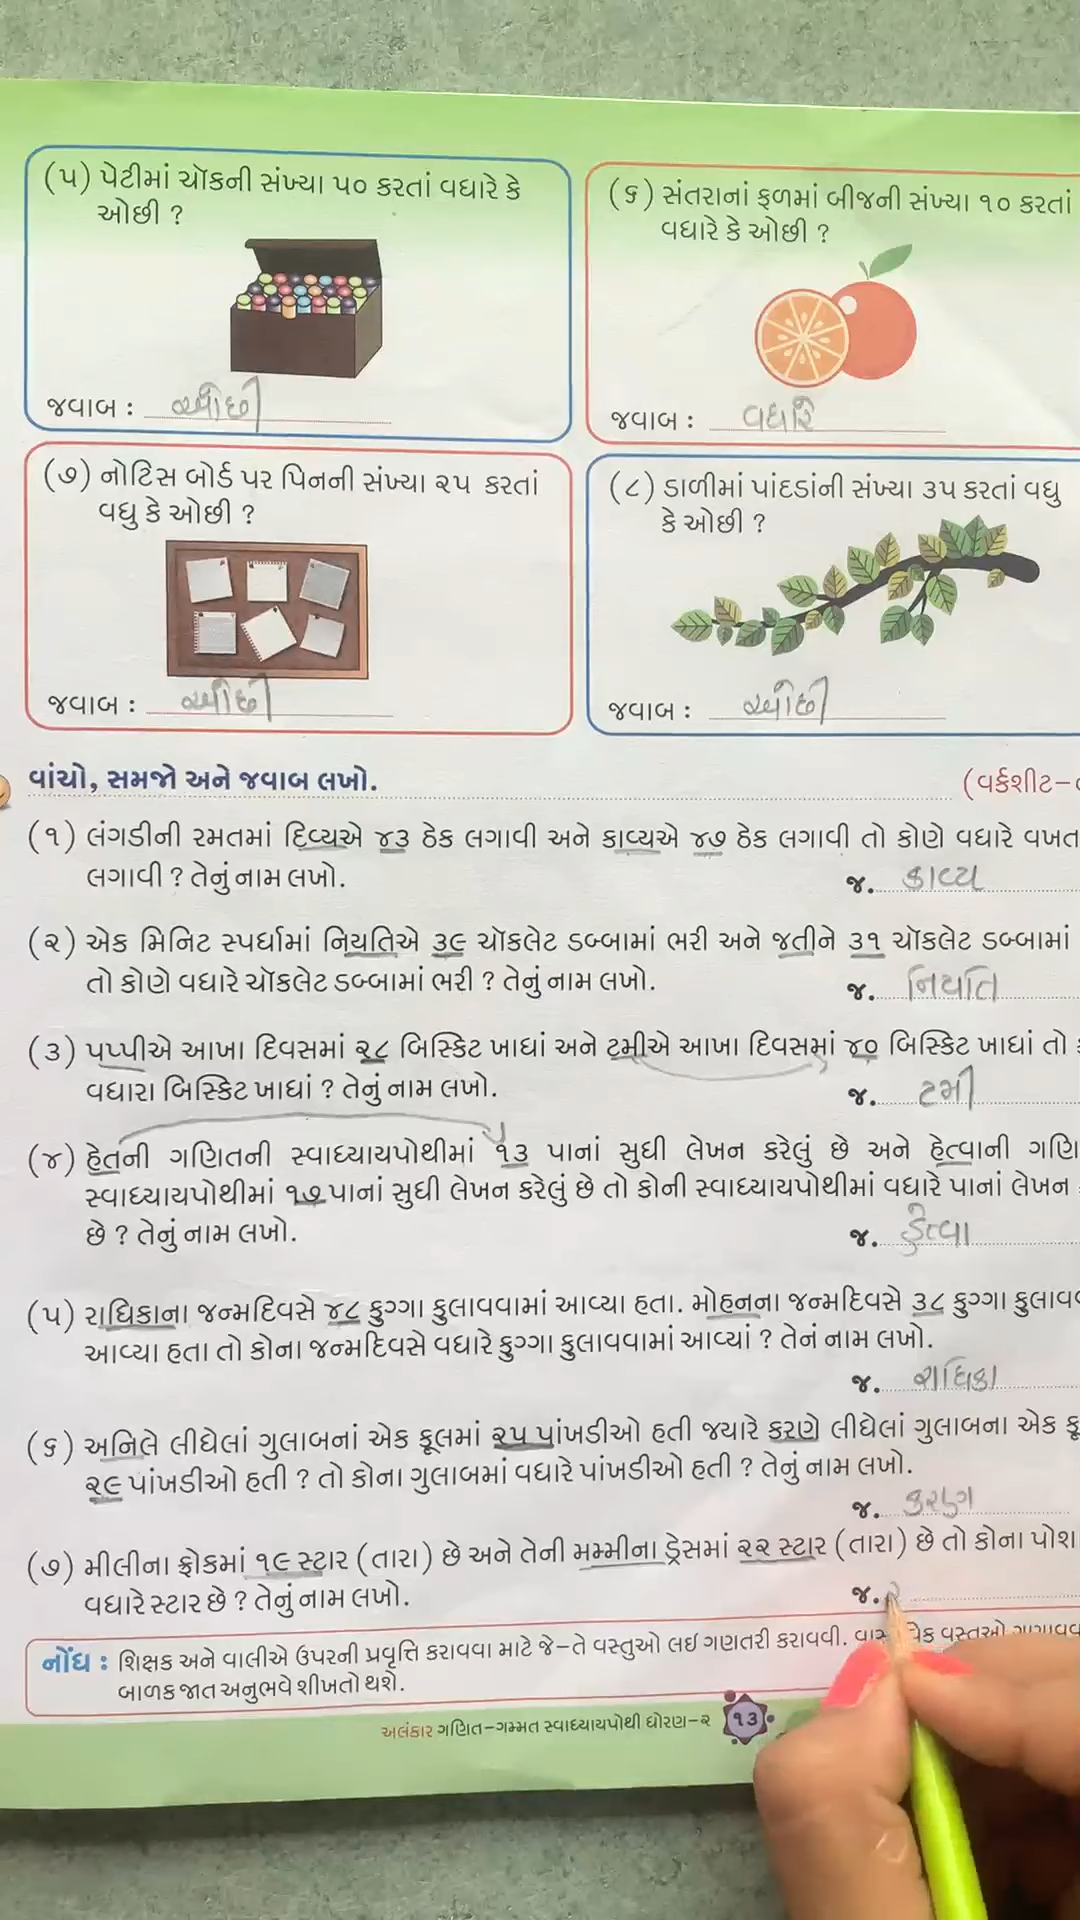 (૫) પેટીમાં ચૉકની સંખ્યા ૫૦ કરતાં વધારે કે
ઓછી ?
જવાબ : ઓછી
(૬) સંતરાનાં ફળમાં બીજની સંખ્યા ૧૦ કરતાં
વધારે કે ઓછી ?
જવાબ : વધારે
(૭) નોટિસ બોર્ડ પર પિનની સંખ્યા ૨૫ કરતાં
વધુ કે ઓછી ?
જવાબ : ઓછી
(૮) ડાળીમાં પાંદડાંની સંખ્યા ૩૫ કરતાં વધુ
કે ઓછી ?
જવાબ : ઓછી
વાંચો, સમજો અને જવાબ લખો.
(વર્કશીટ-
(૧) લંગડીની રમતમાં દિવ્યએ ૪૩ ઠેક લગાવી અને કાવ્યએ ૪૭ ઠેક લગાવી તો કોણે વધારે વખત
લગાવી ? તેનું નામ લખો.
જ. કાવ્ય
(૨) એક મિનિટ સ્પર્ધામાં નિયતિએ ૩૯ ચૉકલેટ ડબ્બામાં ભરી અને જતીને ૩૧ ચૉકલેટ ડબ્બામાં
તો કોણે વધારે ચૉકલેટ ડબ્બામાં ભરી ? તેનું નામ લખો.
જ. નિયતિ
(૩) પપ્પીએ આખા દિવસમાં ૨૮ બિસ્કિટ ખાધાં અને ટમીએ આખા દિવસમાં ૪૦ બિસ્કિટ ખાધાં તો
વધારા બિસ્કિટ ખાધાં ? તેનું નામ લખો.
જ. ટમી
(૪) હેતની ગણિતની સ્વાધ્યાયપોથીમાં ૧૩ પાનાં સુધી લેખન કરેલું છે અને હેત્વાની ગણિ
સ્વાધ્યાયપોથીમાં ૧૭ પાનાં સુધી લેખન કરેલું છે તો કોની સ્વાધ્યાયપોથીમાં વધારે પાનાં લેખન
છે ? તેનું નામ લખો.
જ. હેત્વા
(૫) રાધિકાના જન્મદિવસે ૪૮ ફુગ્ગા ફુલાવવામાં આવ્યા હતા. મોહનના જન્મદિવસે ૩૮ ફુગ્ગા ફુલાવ
આવ્યા હતા તો કોના જન્મદિવસે વધારે ફુગ્ગા ફુલાવવામાં આવ્યાં ? તેનં નામ લખો.
જ. રાધિકા
(૬) અનિલે લીધેલાં ગુલાબનાં એક ફૂલમાં ૨૫ પાંખડીઓ હતી જ્યારે કરણે લીધેલાં ગુલાબના એક ફૂ
૨૯ પાંખડીઓ હતી ? તો કોના ગુલાબમાં વધારે પાંખડીઓ હતી ? તેનું નામ લખો.
જ. કરણ
(૭) મીલીના ફ્રોકમાં ૧૯ સ્ટાર (તારા) છે અને તેની મમ્મીના ડ્રેસમાં ૨૨ સ્ટાર (તારા) છે તો કોના પોશ
વધારે સ્ટાર છે ? તેનું નામ લખો.
જ.
નોંધ : શિક્ષક અને વાલીએ ઉપરની પ્રવૃત્તિ કરાવવા માટે જે-તે વસ્તુઓ લઈ ગણતરી કરાવવી.
બાળક જાત અનુભવે શીખતો થશે.
અલંકાર ગણિત-ગમ્મત સ્વાધ્યાયપોથી ધોરણ-૨ ૧૩